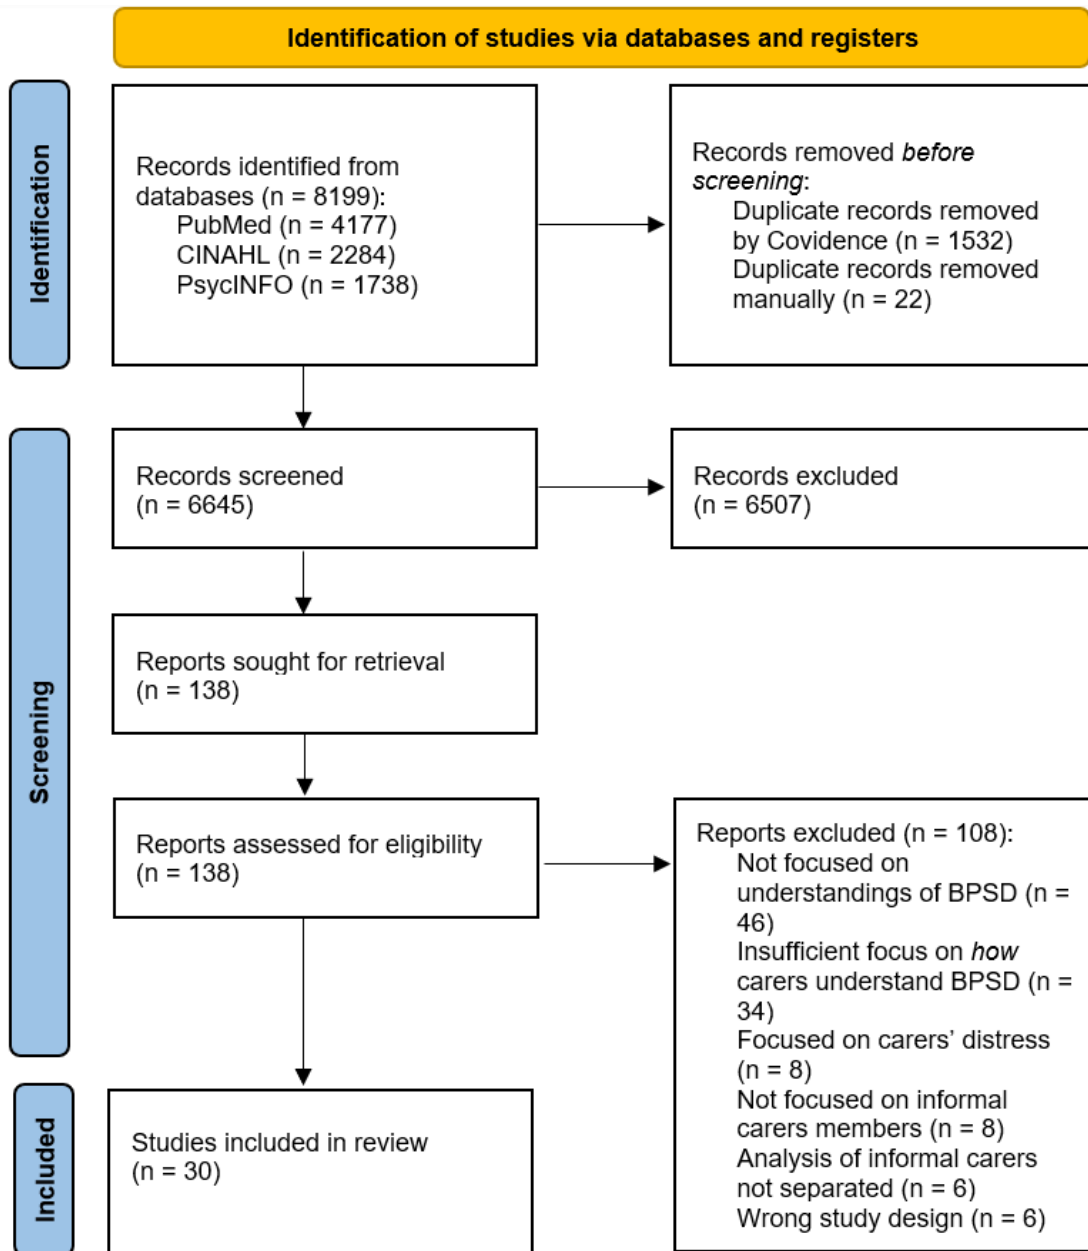 Identification of studies via databases and registers
Identification
Records identified from
databases (n = 8199):
PubMed (n = 4177)
CINAHL (n = 2284)
PsycINFO (n = 1738)
Records removed before
screening:
Duplicate records removed
by Covidence (n = 1532)
Duplicate records removed
manually (n = 22)
Screening
Records screened
(n = 6645)
Records excluded
(n = 6507)
Reports sought for retrieval
(n = 138)
Reports assessed for eligibility
(n = 138)
Reports excluded (n = 108):
Not focused on
understandings of BPSD (n =
46)
Insufficient focus on how
carers understand BPSD (n =
34)
Focused on carers’ distress
(n = 8)
Not focused on informal
carers members (n = 8)
Analysis of informal carers
not separated (n = 6)
Wrong study design (n = 6)
Included
Studies included in review
(n = 30)